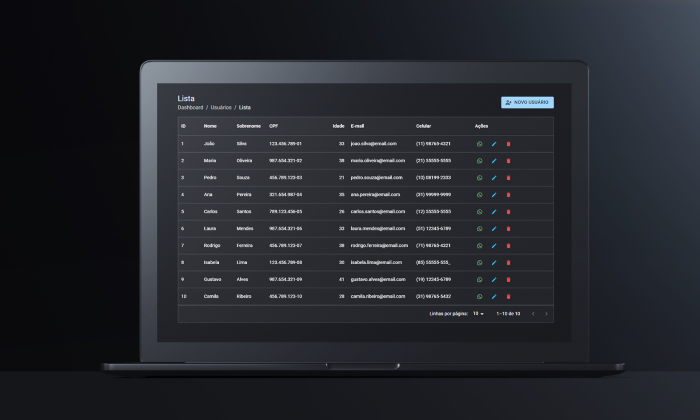 Lista
Dashboard / Usuários / Lista
NOVO USUÁRIO
ID Nome Sobrenome CPF Idade E-mail Celular Ações
1 João Silva 123.456.789-01 33 joao.silva@email.com (11) 98765-4321
2 Maria Oliveira 987.654.321-02 38 maria.oliveira@email.com (21) 55555-5555
3 Pedro Souza 456.789.123-03 21 pedro.souza@email.com (13) 08199-2333
4 Ana Pereira 321.654.987-04 35 ana.pereira@email.com (31) 99999-9999
5 Carlos Santos 789.123.456-05 26 carlos.santos@email.com (12) 55555-5555
6 Laura Mendes 987.654.321-06 33 laura.mendes@email.com (21) 12345-6789
7 Rodrigo Ferreira 456.789.123-07 38 rodrigo.ferreira@email.com (71) 98765-4321
8 Isabela Lima 123.456.789-08 30 isabela.lima@email.com (85) 55555-555_
9 Gustavo Alves 987.654.321-09 41 gustavo.alves@email.com (19) 12345-6789
10 Camila Ribeiro 456.789.123-10 28 camila.ribeiro@email.com (31) 98765-5432
Linhas por página: 10 1–10 de 10